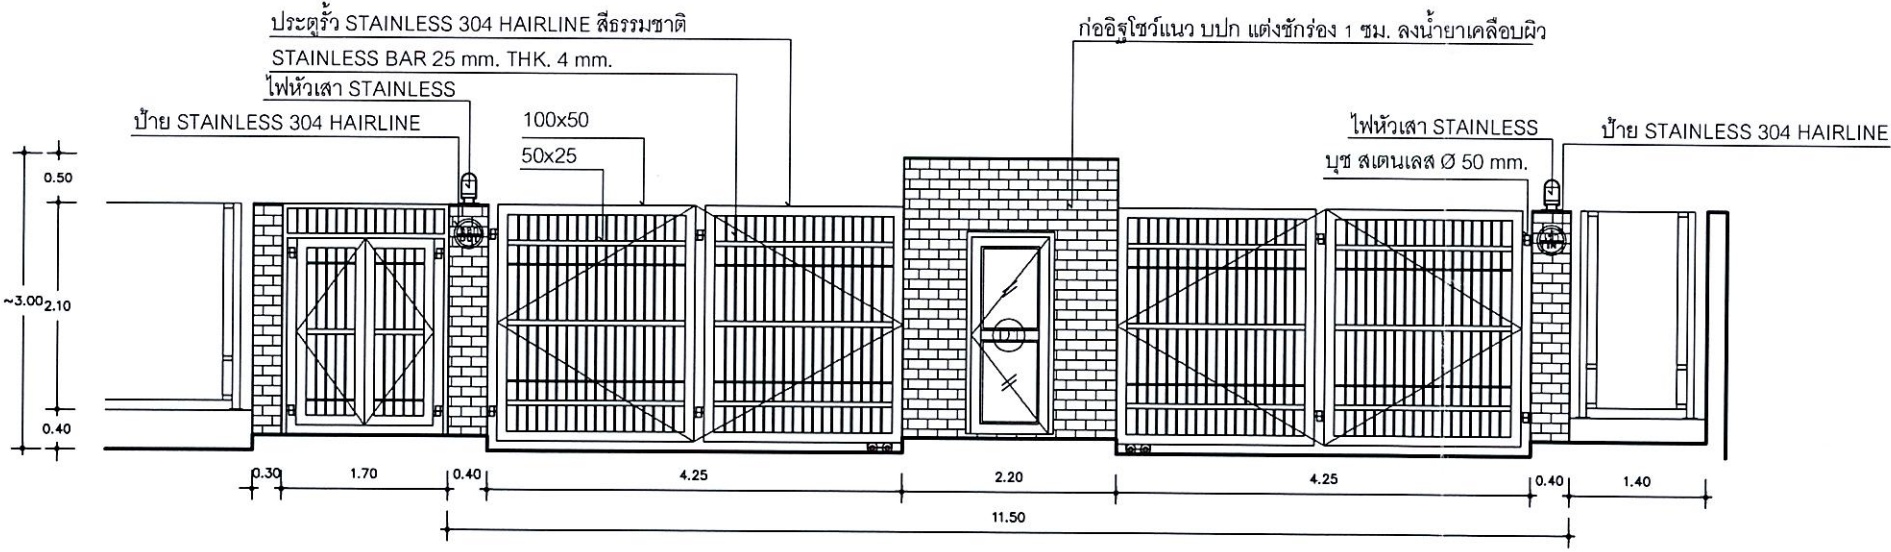 ประตูรั้ว STAINLESS 304 HAIRLINE สีธรรมชาติ
STAINLESS BAR 25 mm. THK. 4 mm.
ไฟหัวเสา STAINLESS
ป้าย STAINLESS 304 HAIRLINE
100x50
50x25
ก่ออิฐโชว์แนว บปก แต่งชักร่อง 1 ซม. ลงน้ำยาเคลือบผิว
ไฟหัวเสา STAINLESS
ป้าย STAINLESS 304 HAIRLINE
บุช สเตนเลส Ø 50 mm.
0.50
~3.00
2.10
0.40
0.30
1.70
0.40
4.25
2.20
4.25
0.40
1.40
11.50